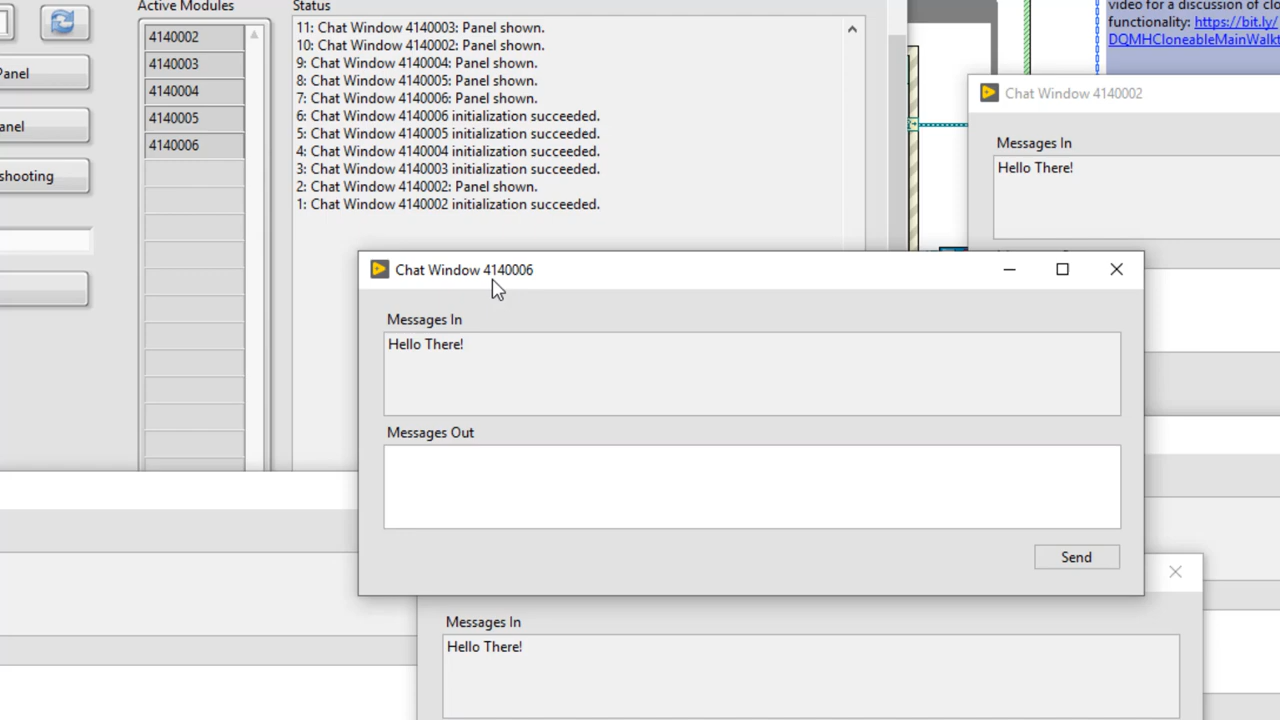 Active Modules
4140002
4140003
4140004
4140005
4140006
Panel
anel
shooting
Status
11: Chat Window 4140003: Panel shown.
10: Chat Window 4140002: Panel shown.
9: Chat Window 4140004: Panel shown.
8: Chat Window 4140005: Panel shown.
7: Chat Window 4140006: Panel shown.
6: Chat Window 4140006 initialization succeeded.
5: Chat Window 4140005 initialization succeeded.
4: Chat Window 4140004 initialization succeeded.
3: Chat Window 4140003 initialization succeeded.
2: Chat Window 4140002: Panel shown.
1: Chat Window 4140002 initialization succeeded.
video for a discussion of clo
functionality: https://bit.ly/
DQMHCloneableMainWalkt
Chat Window 4140002
Messages In
Hello There!
Chat Window 4140006
Messages In
Hello There!
Messages Out
Send
Messages In
Hello There!